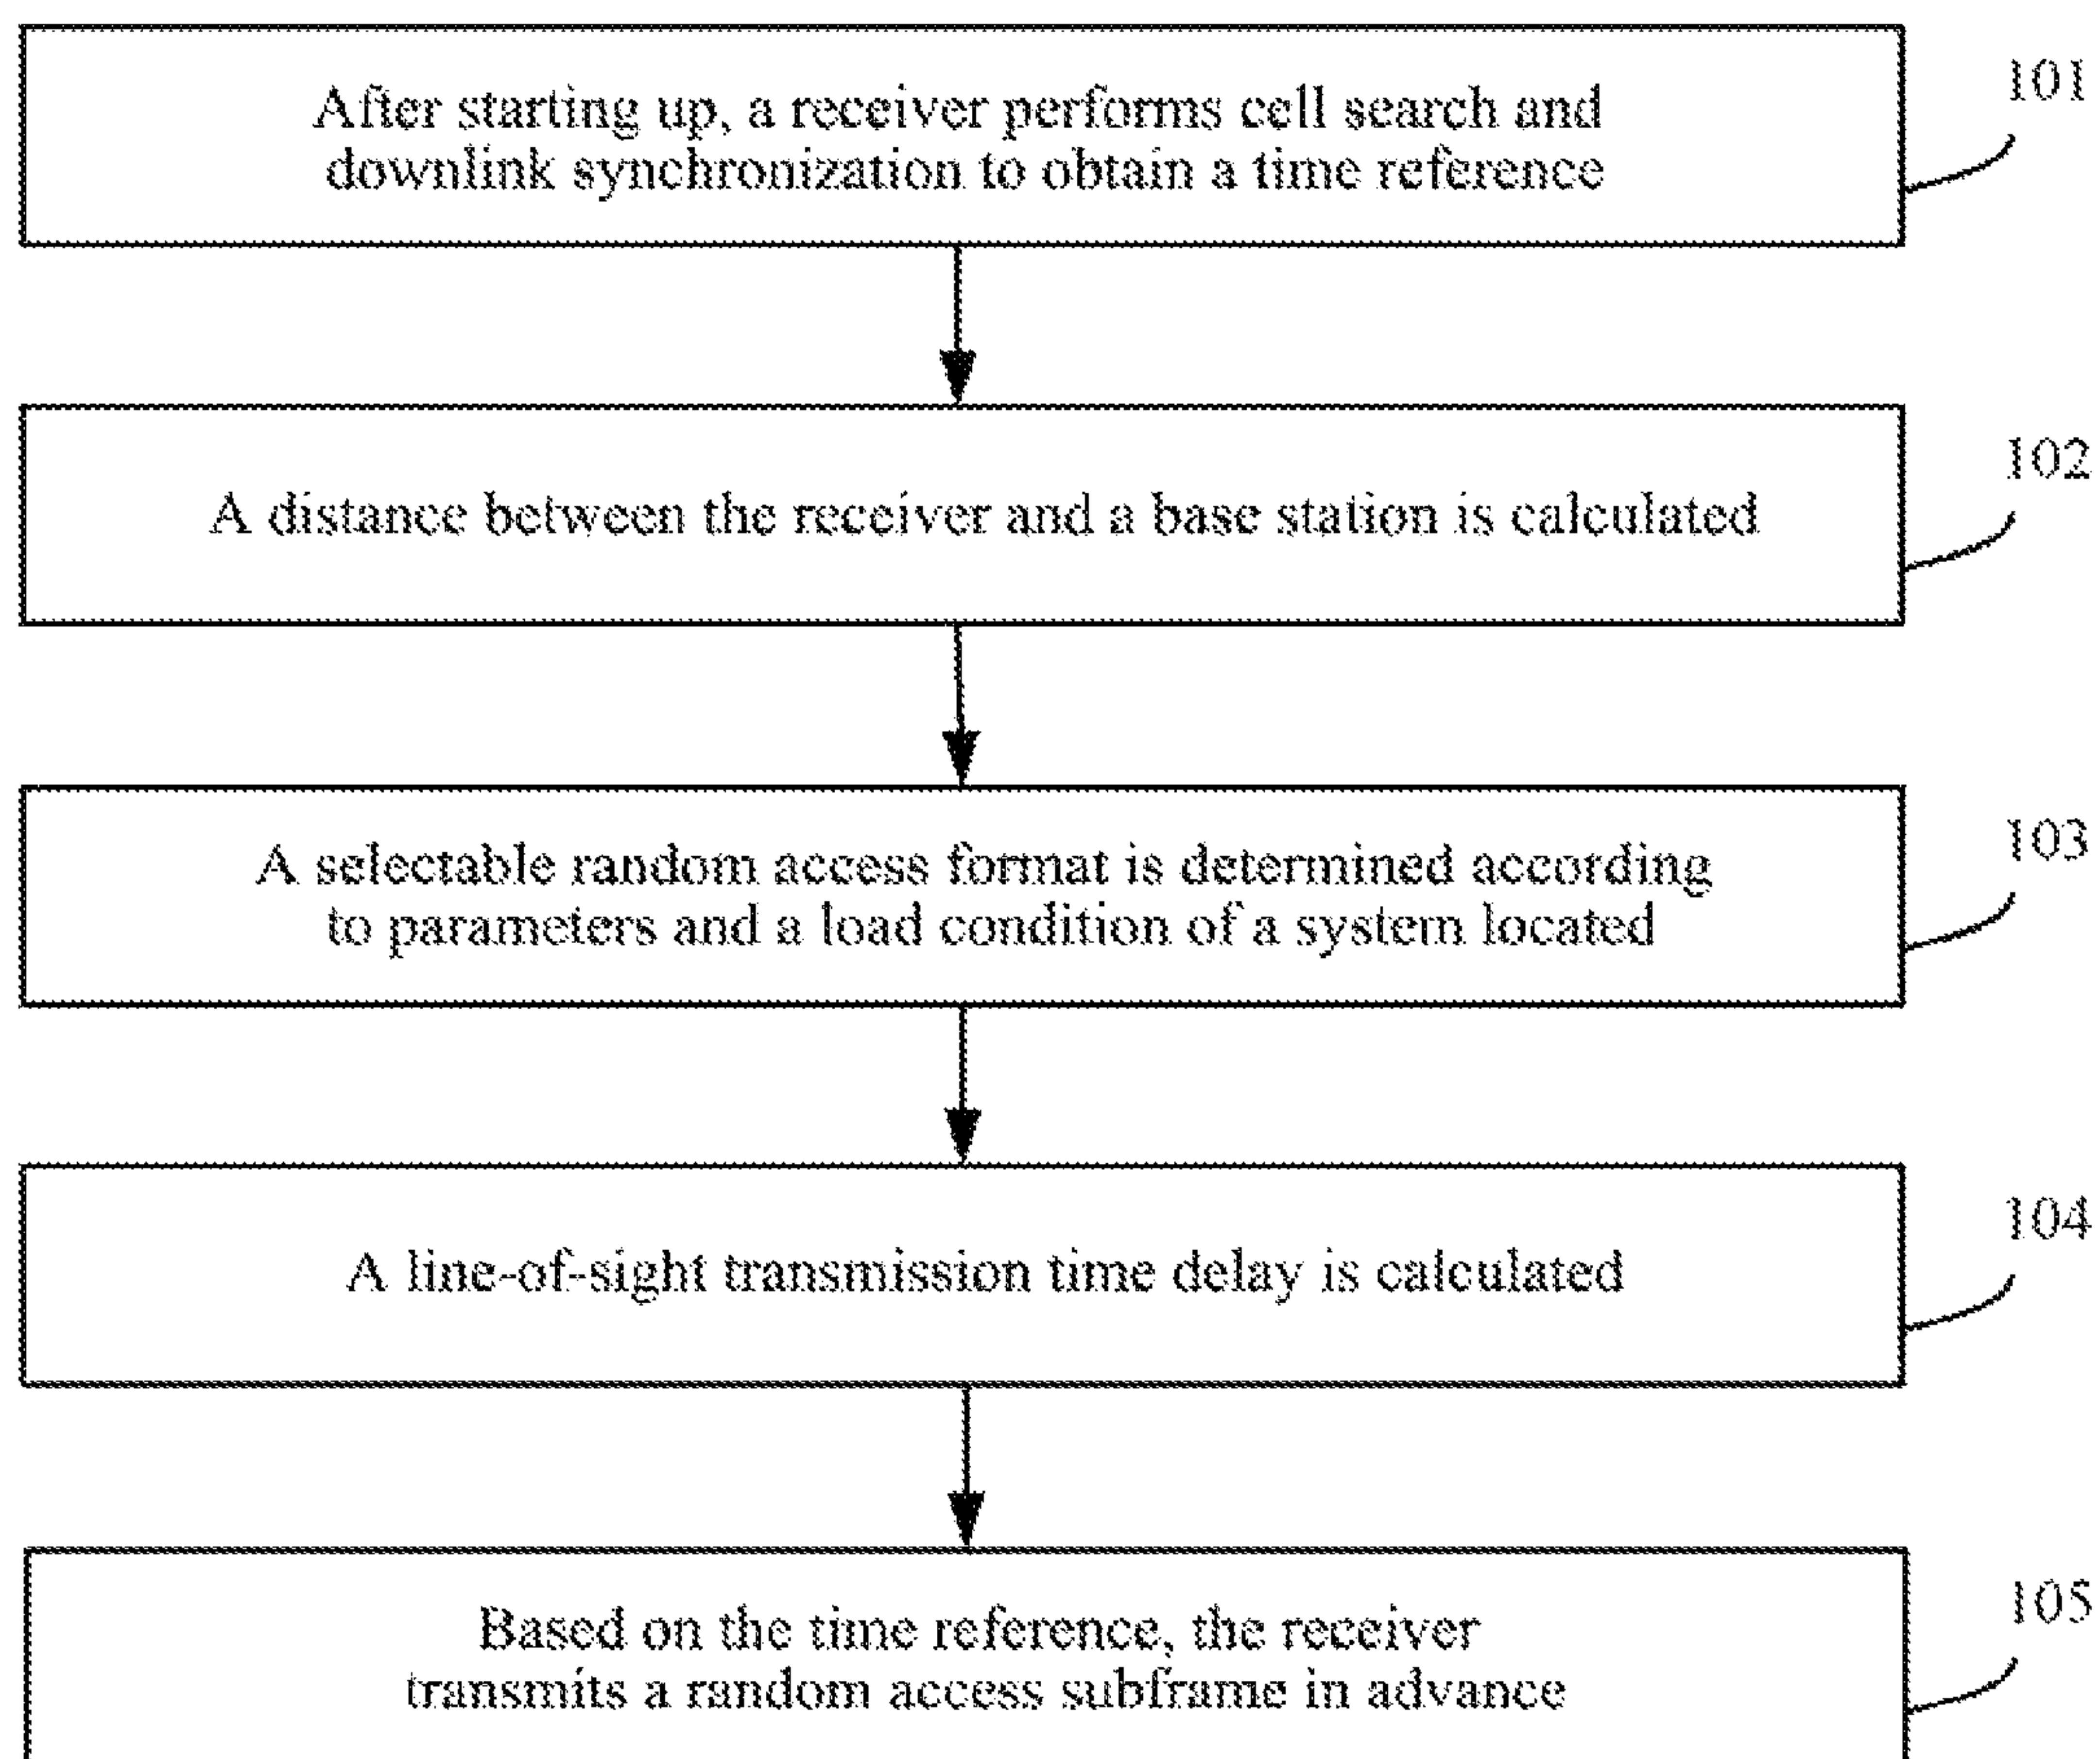 After starting up, a receiver performs cell search and
downlink synchronization to obtain a time reference
101
A distance between the receiver and a base station is calculated
102
A selectable random access format is determined according
to parameters and a load condition of a system located
103
A line-of-sight transmission time delay is calculated
104
Based on the time reference, the receiver
transmits a random access subframe in advance
105